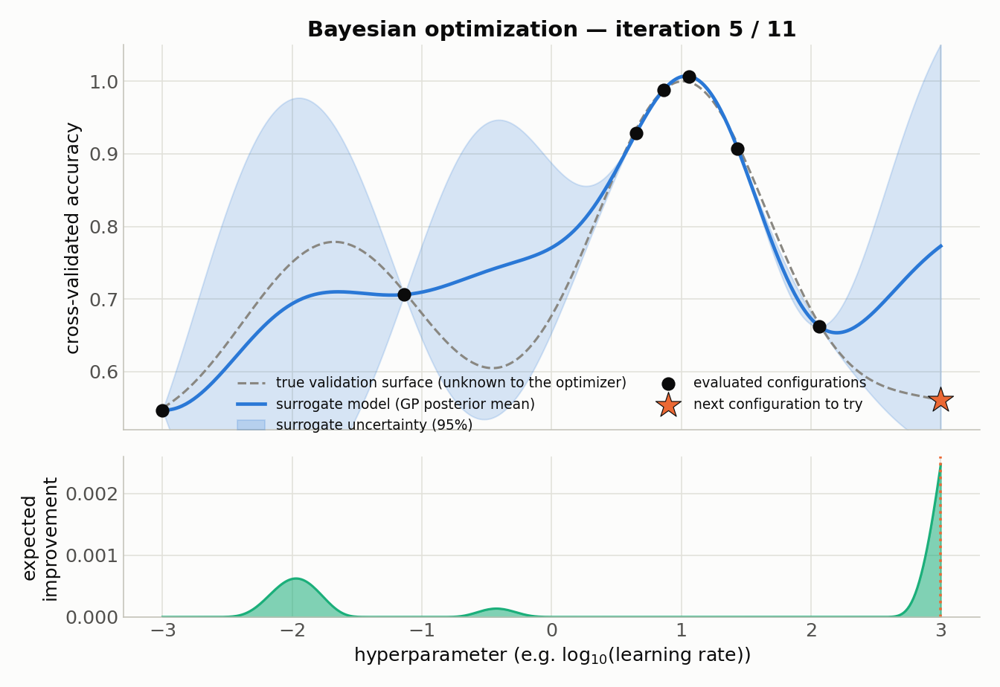 Bayesian optimization — iteration 5 / 11
cross-validated accuracy
1.0
0.9
0.8
0.7
0.6
true validation surface (unknown to the optimizer)
surrogate model (GP posterior mean)
surrogate uncertainty (95%)
evaluated configurations
next configuration to try
expected
improvement
0.002
0.001
0.000
−3 −2 −1 0 1 2 3
hyperparameter (e.g. log₁₀(learning rate))